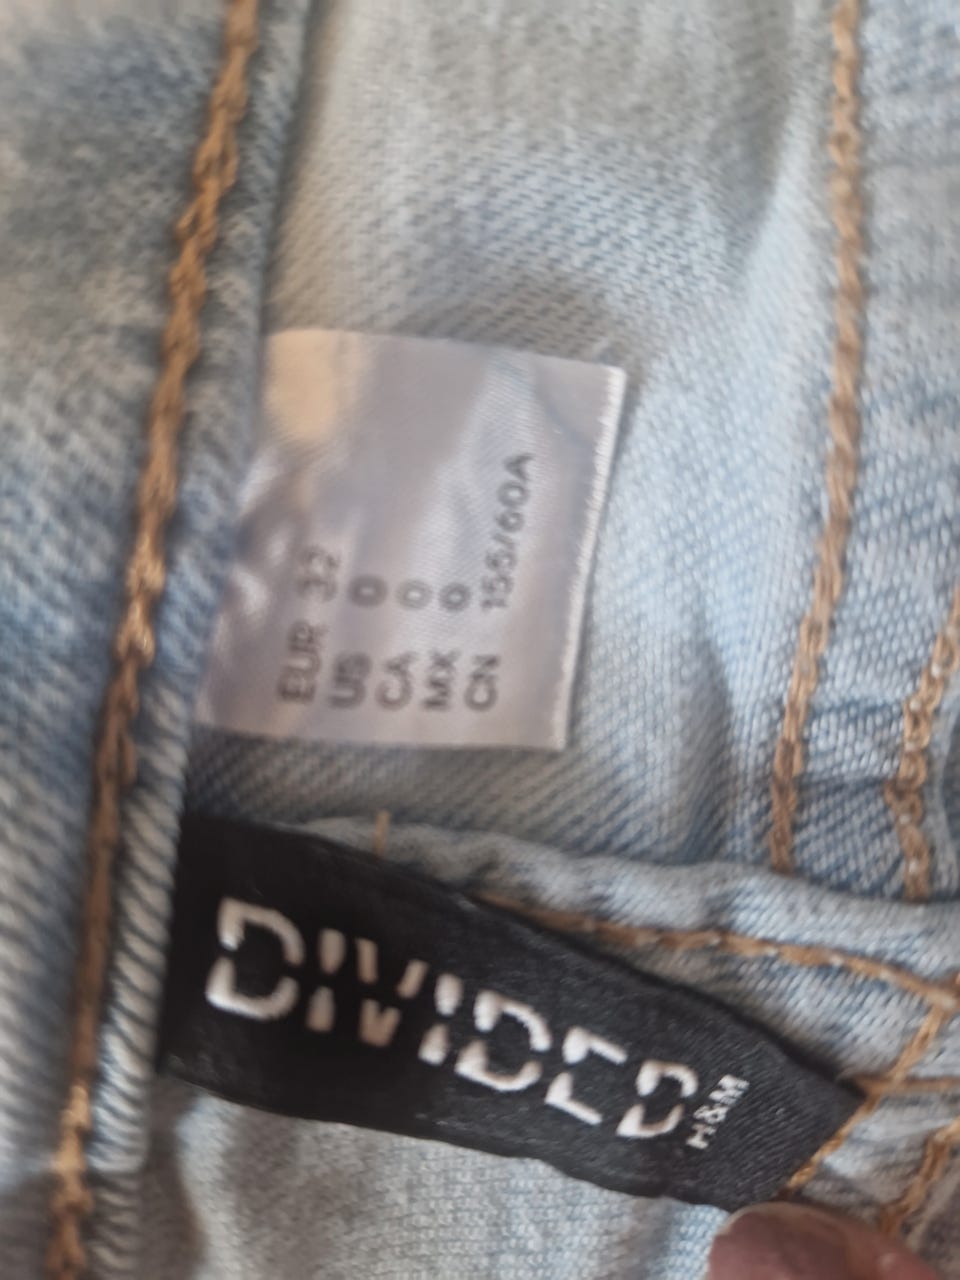 EUR 32
US 0
CA 0
MX 0
CN 155/60A
DIVIDED
H&M